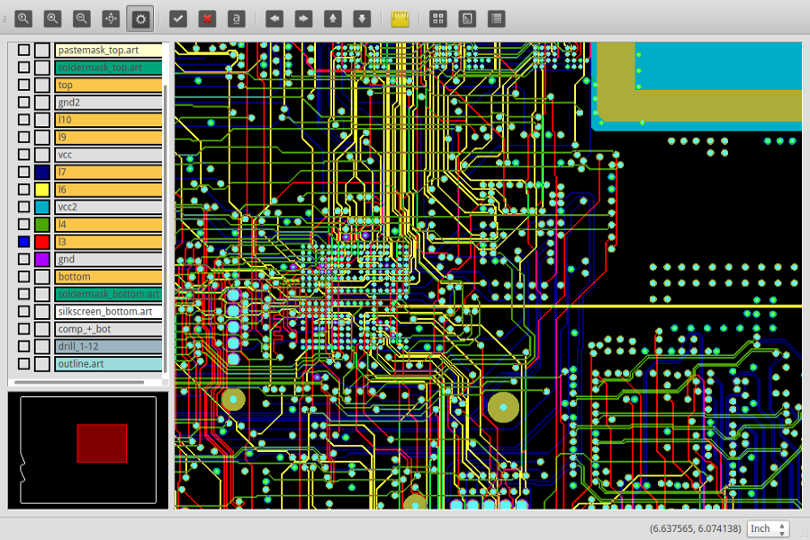 a
pastemask_top.art
soldermask_top.art
top
gnd2
l10
l9
vcc
l7
l6
vcc2
l4
l3
gnd
bottom
soldermask_bottom.art
silkscreen_bottom.art
comp_+_bot
drill_1-12
outline.art
(6.637565, 6.074138) Inch